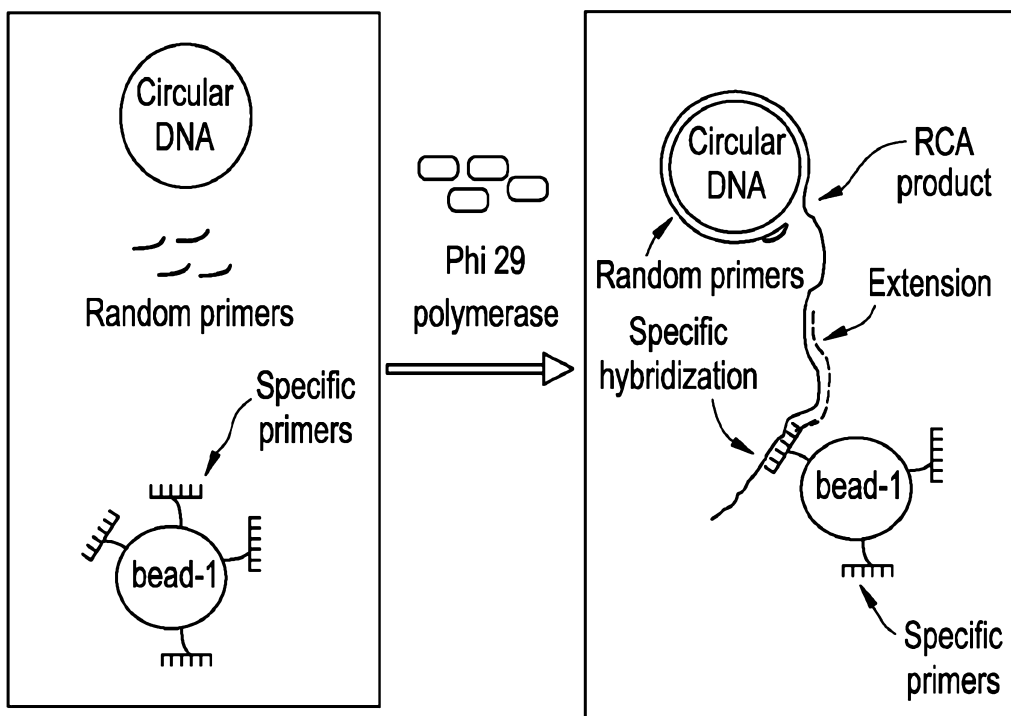 Circular
DNA
Random primers
Specific
primers
bead-1
Phi 29
polymerase
Circular
DNA
RCA
product
Random primers
Extension
Specific
hybridization
bead-1
Specific
primers